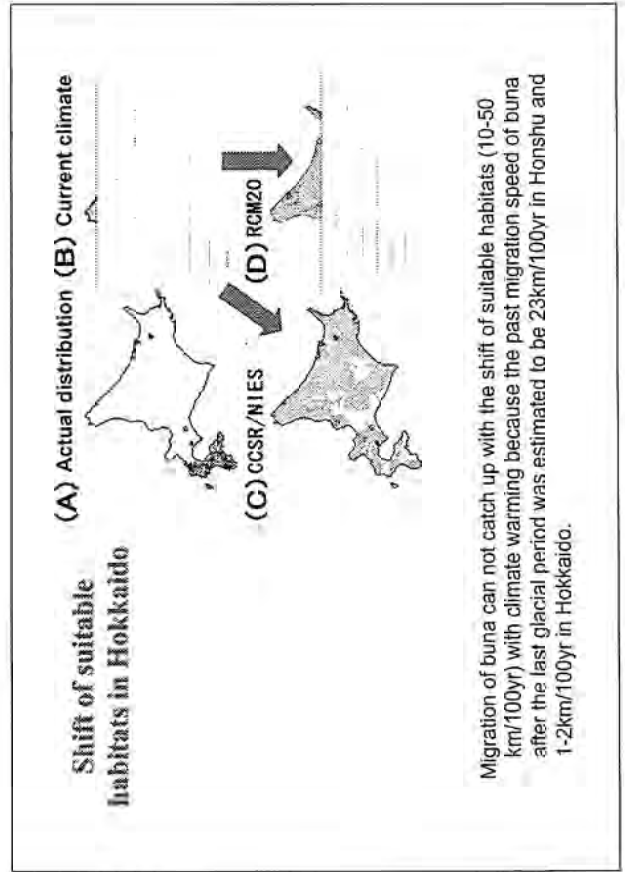 Shift of suitable
habitats in Hokkaido
(A) Actual distribution (B) Current climate
(C) CCSR/NIES
(D) RCM20
Migration of buna can not catch up with the shift of suitable habitats (10-50
km/100yr) with climate warming because the past migration speed of buna
after the last glacial period was estimated to be 23km/100yr in Honshu and
1-2km/100yr in Hokkaido.